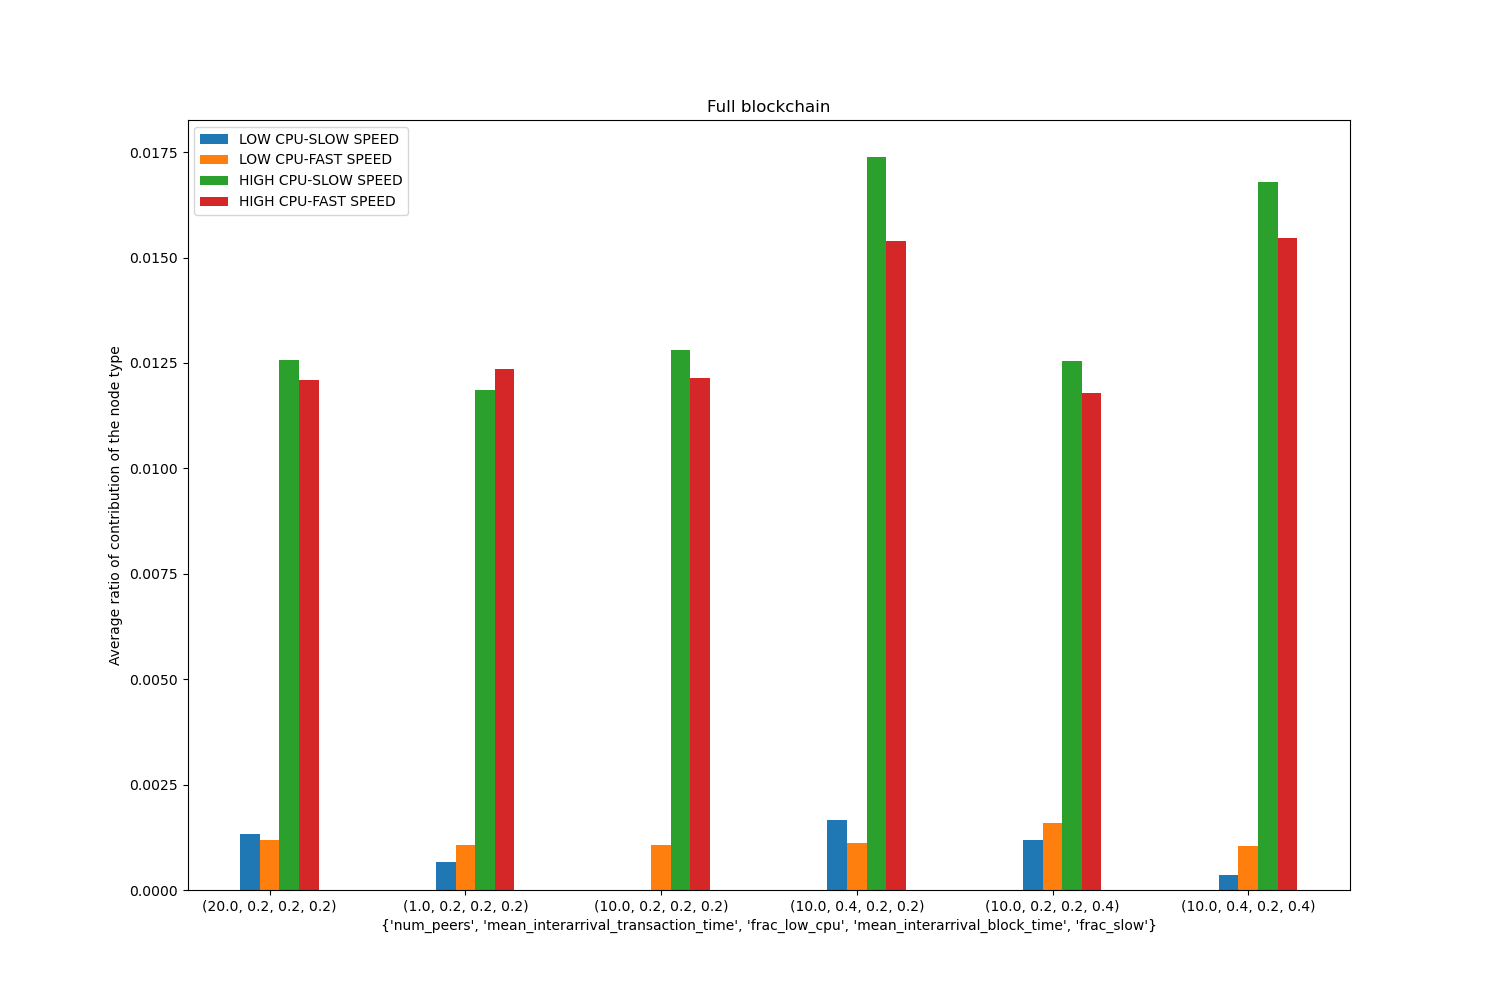 Full blockchain
LOW CPU-SLOW SPEED
LOW CPU-FAST SPEED
HIGH CPU-SLOW SPEED
HIGH CPU-FAST SPEED
Average ratio of contribution of the node type
0.0175
0.0150
0.0125
0.0100
0.0075
0.0050
0.0025
0.0000
(20.0, 0.2, 0.2, 0.2) (1.0, 0.2, 0.2, 0.2) (10.0, 0.2, 0.2, 0.2) (10.0, 0.4, 0.2, 0.2) (10.0, 0.2, 0.2, 0.4) (10.0, 0.4, 0.2, 0.4)
{'num_peers', 'mean_interarrival_transaction_time', 'frac_low_cpu', 'mean_interarrival_block_time', 'frac_slow'}